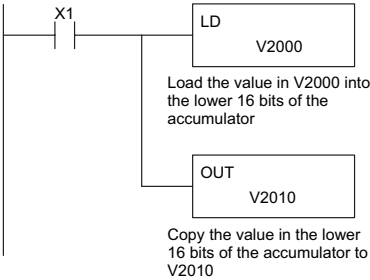 X1
LD
V2000
Load the value in V2000 into
the lower 16 bits of the
accumulator
OUT
V2010
Copy the value in the lower
16 bits of the accumulator to
V2010